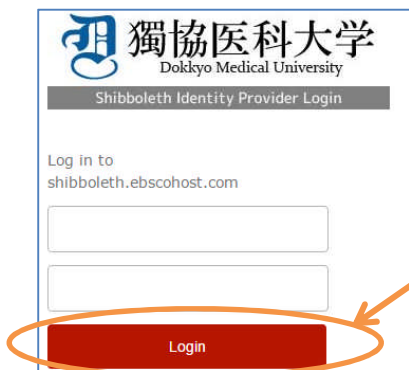 獨協医科大学
Dokkyo Medical University
Shibboleth Identity Provider Login
Log in to
shibboleth.ebscohost.com
Login